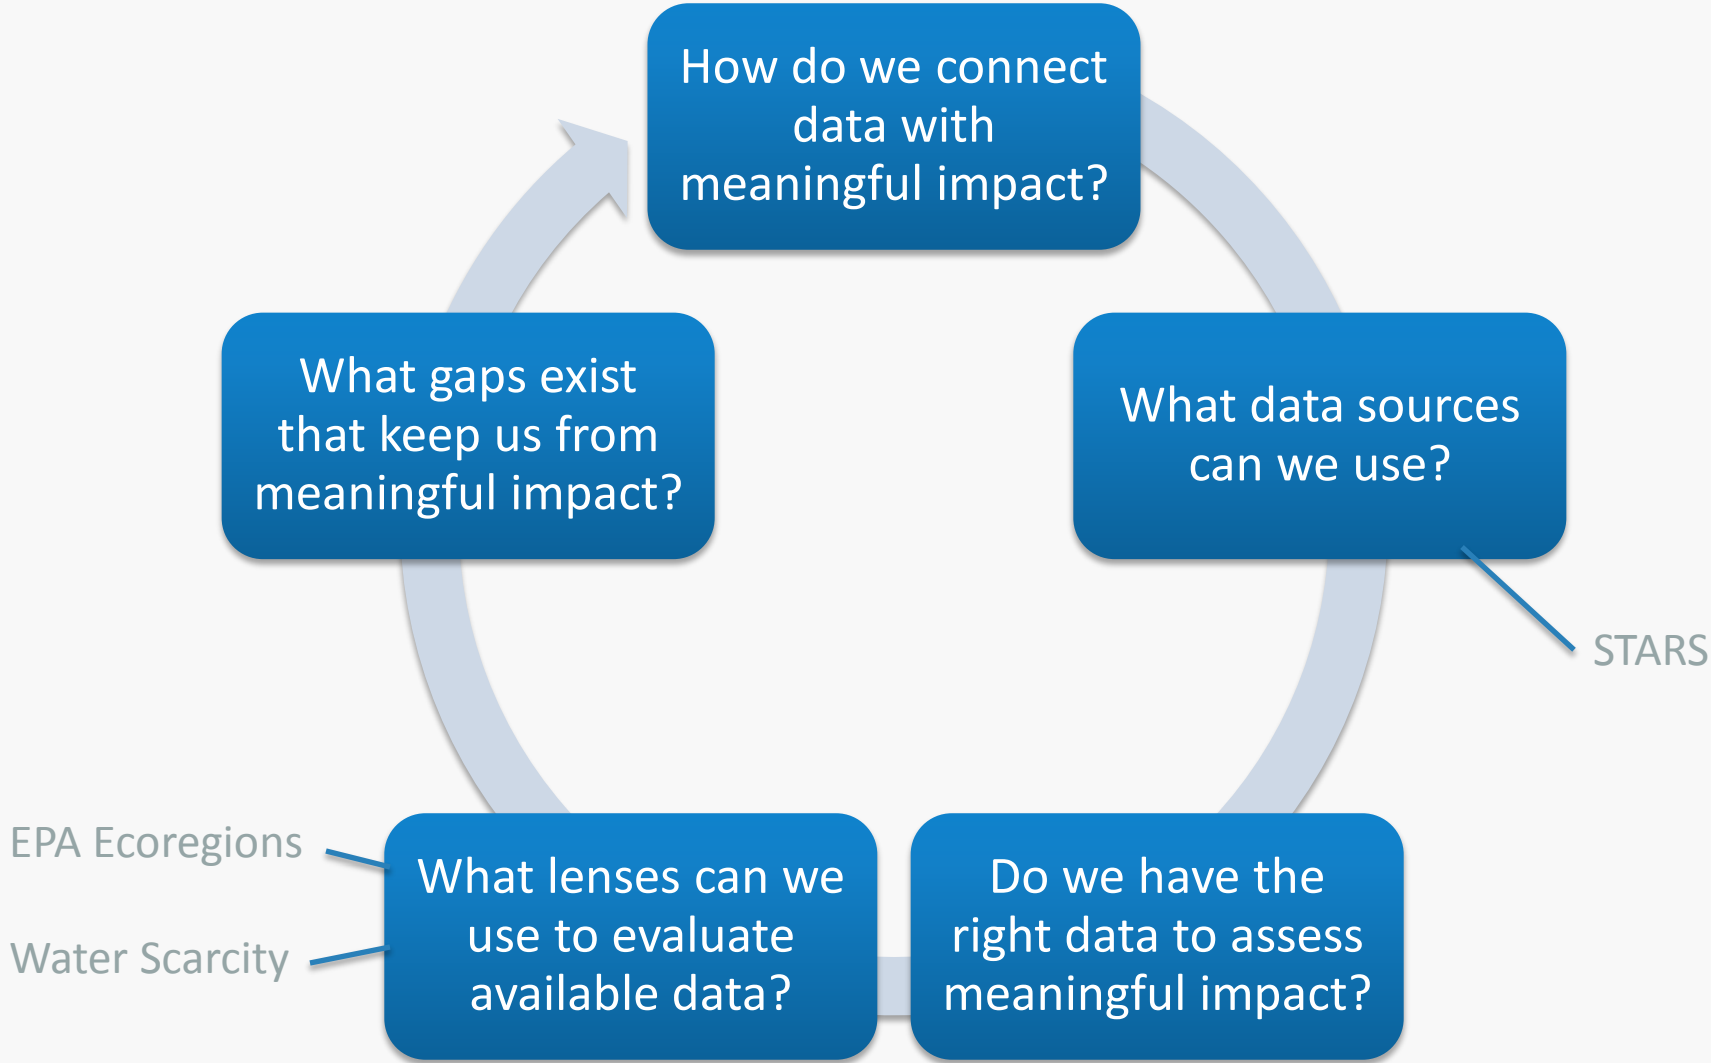 How do we connect
data with
meaningful impact?
What data sources
can we use?
STARS
Do we have the
right data to assess
meaningful impact?
What lenses can we
use to evaluate
available data?
EPA Ecoregions
Water Scarcity
What gaps exist
that keep us from
meaningful impact?